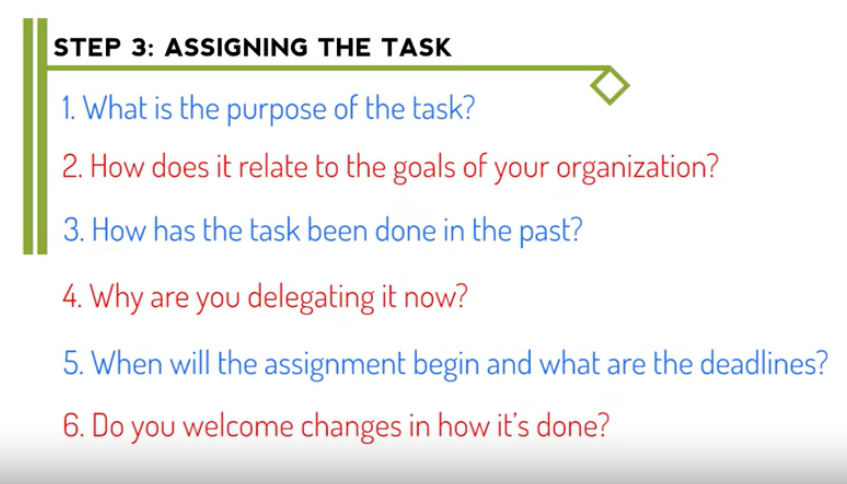 STEP 3: ASSIGNING THE TASK
1. What is the purpose of the task?
2. How does it relate to the goals of your organization?
3. How has the task been done in the past?
4. Why are you delegating it now?
5. When will the assignment begin and what are the deadlines?
6. Do you welcome changes in how it's done?